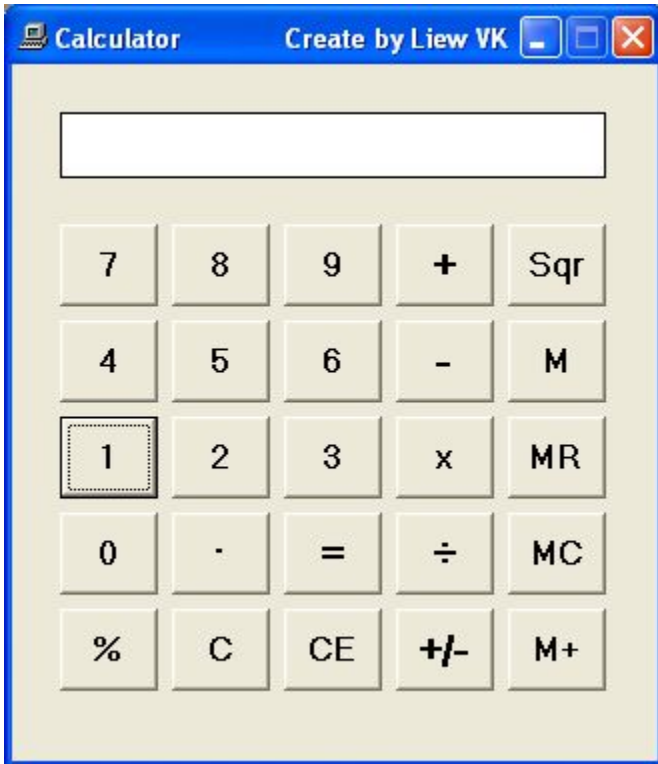 Calculator Create by Liew VK
7 8 9 + Sqr
4 5 6 - M
1 2 3 x MR
0 . = ÷ MC
% C CE +/- M+